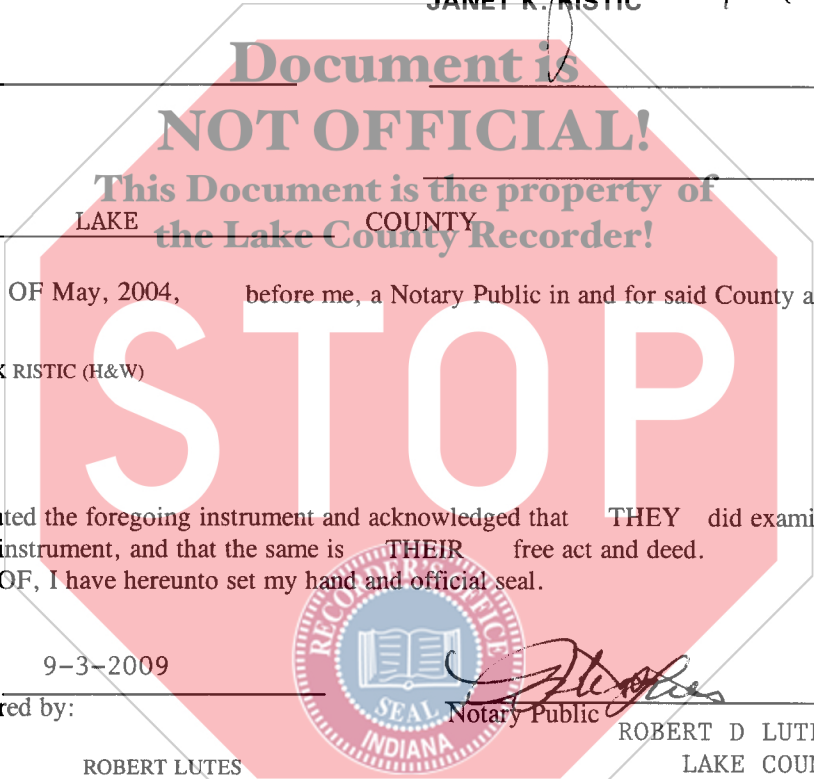 JANET K. RISTIC
Document is
NOT OFFICIAL!
This Document is the property of
the Lake County Recorder!
LAKE COUNTY
OF May, 2004, before me, a Notary Public in and for said County a
STOP
K RISTIC (H&W)
ted the foregoing instrument and acknowledged that THEY did exami
instrument, and that the same is THEIR free act and deed.
OF, I have hereunto set my hand and official seal.
RECORDER'S OFFICE
SEAL
INDIANA
9-3-2009
red by:
Notary Public
ROBERT D LUT
ROBERT LUTES
LAKE COUN